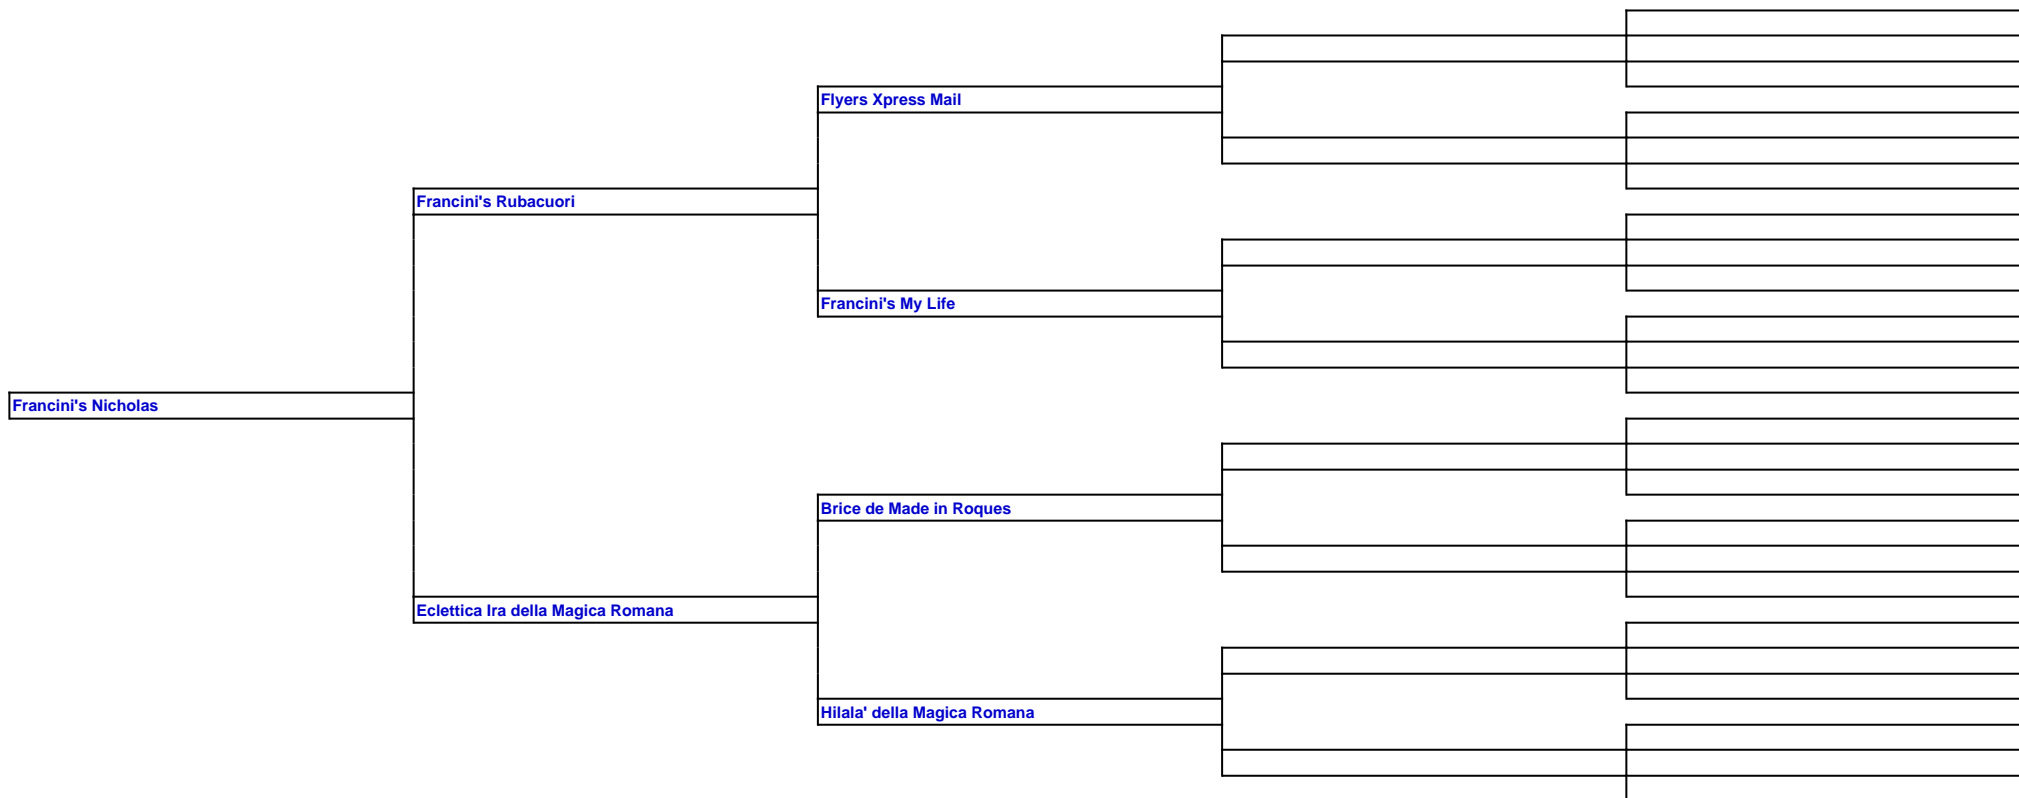 Flyers Xpress Mail
Francini's Rubacuori
Francini's My Life
Francini's Nicholas
Brice de Made in Roques
Eclettica Ira della Magica Romana
Hilala' della Magica Romana